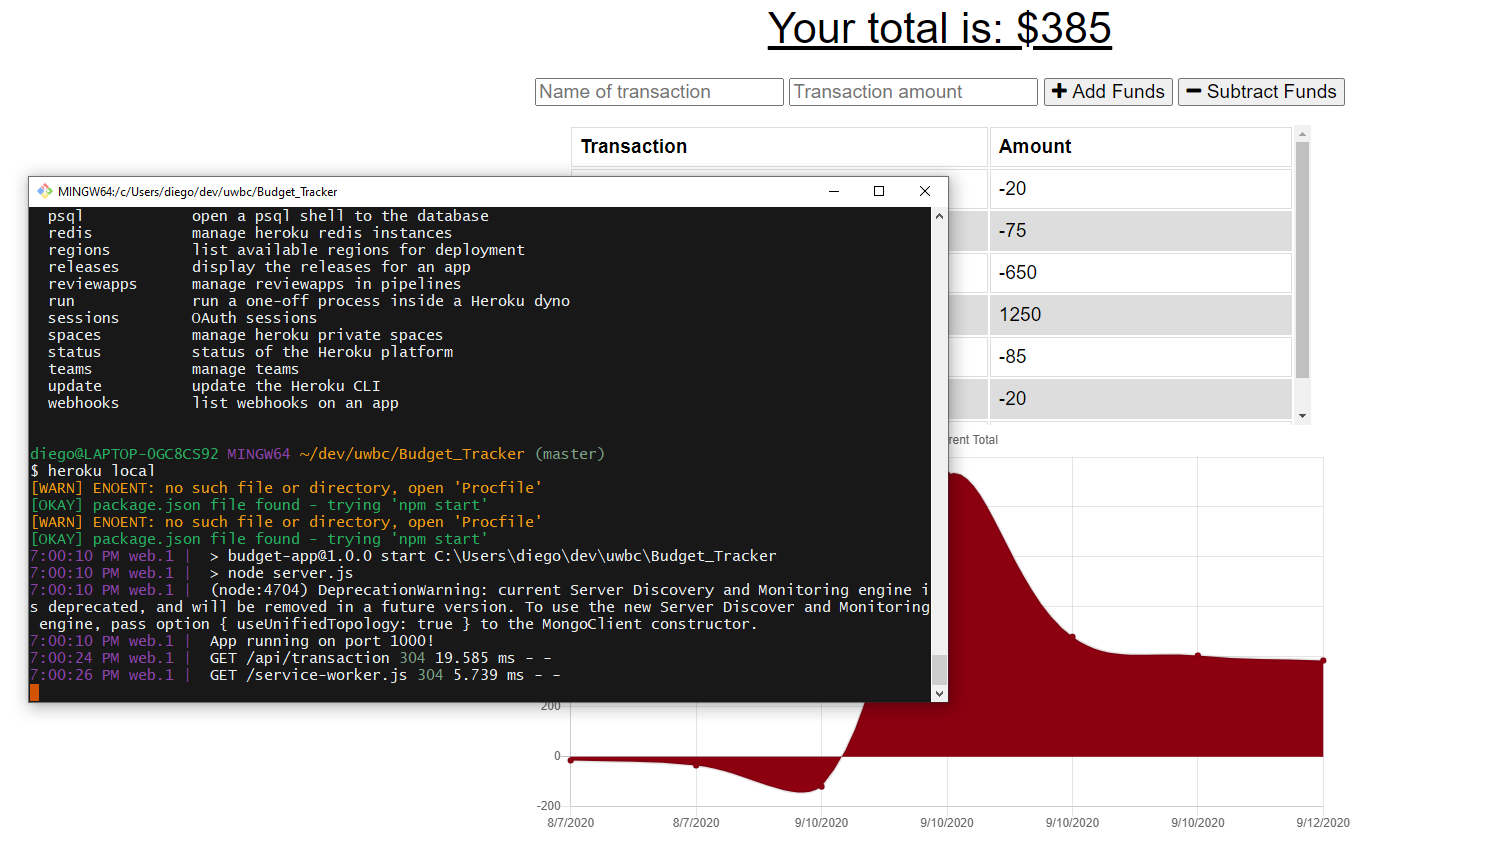 Your total is: $385
Name of transaction Transaction amount Add Funds Subtract Funds
Transaction Amount
-20
-75
-650
1250
-85
-20
MINGW64:/c/Users/diego/dev/uwbc/Budget_Tracker
psql open a psql shell to the database
redis manage heroku redis instances
regions list available regions for deployment
releases display the releases for an app
reviewapps manage reviewapps in pipelines
run run a one-off process inside a Heroku dyno
sessions OAuth sessions
spaces manage heroku private spaces
status status of the Heroku platform
teams manage teams
update update the Heroku CLI
webhooks list webhooks on an app
diego@LAPTOP-OGC8CS92 MINGW64 ~/dev/uwbc/Budget_Tracker (master)
$ heroku local
[WARN] ENOENT: no such file or directory, open 'Procfile'
[OKAY] package.json file found - trying 'npm start'
[WARN] ENOENT: no such file or directory, open 'Procfile'
[OKAY] package.json file found - trying 'npm start'
7:00:10 PM web.1 | > budget-app@1.0.0 start C:\Users\diego\dev\uwbc\Budget_Tracker
7:00:10 PM web.1 | > node server.js
7:00:10 PM web.1 | (node:4704) DeprecationWarning: current Server Discovery and Monitoring engine i
s deprecated, and will be removed in a future version. To use the new Server Discover and Monitoring
engine, pass option { useUnifiedTopology: true } to the MongoClient constructor.
7:00:10 PM web.1 | App running on port 1000!
7:00:24 PM web.1 | GET /api/transaction 304 19.585 ms - -
7:00:26 PM web.1 | GET /service-worker.js 304 5.739 ms - -
rent Total
200
0
-200
8/7/2020 8/7/2020 9/10/2020 9/10/2020 9/10/2020 9/10/2020 9/12/2020